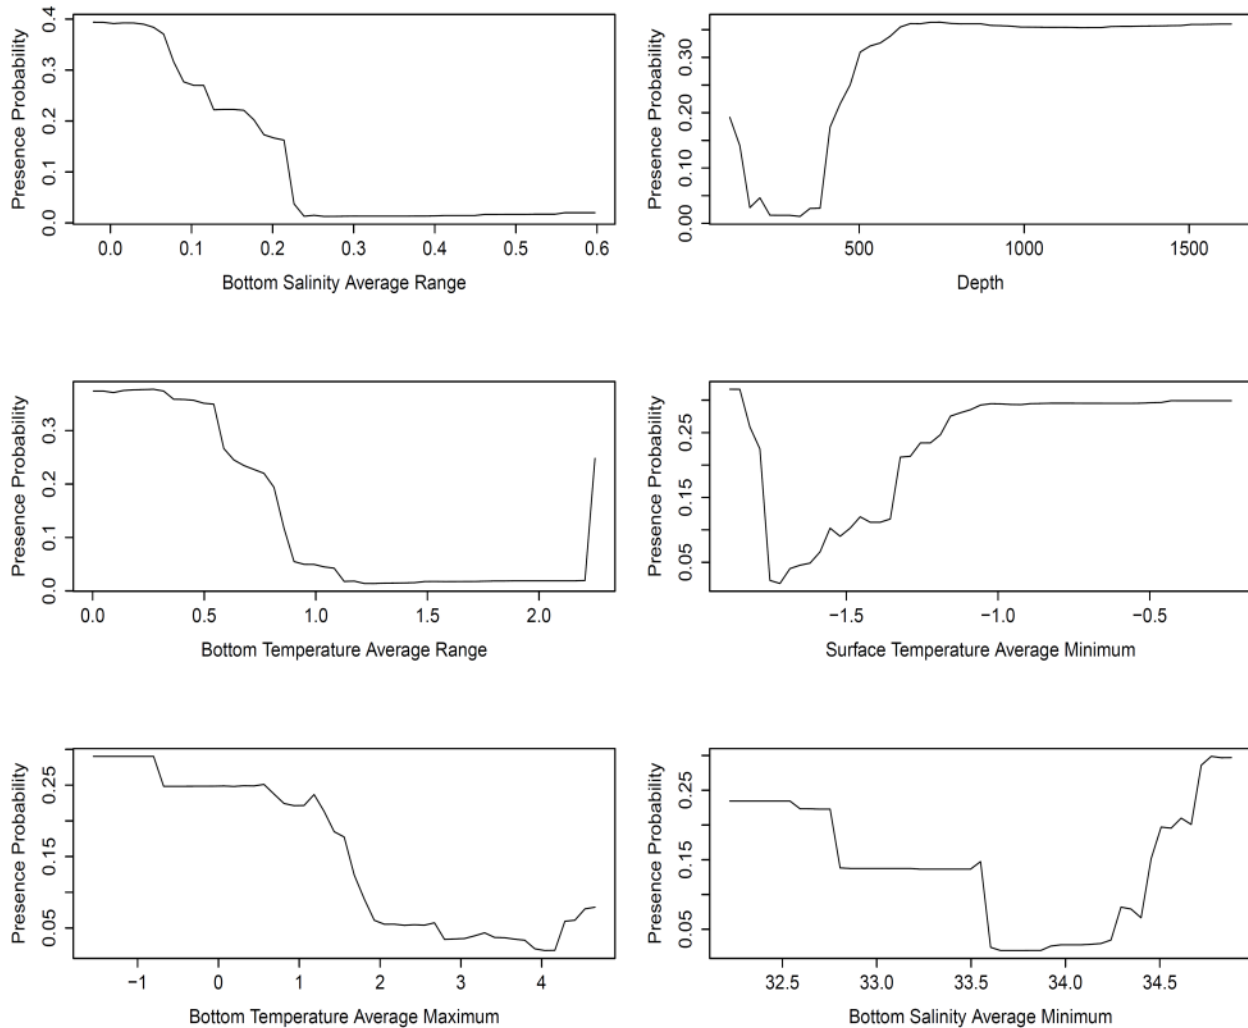 Presence Probability
0.0 0.1 0.2 0.3 0.4
0.0 0.1 0.2 0.3 0.4 0.5 0.6
Bottom Salinity Average Range
Presence Probability
0.00 0.10 0.20 0.30
500 1000 1500
Depth
Presence Probability
0.0 0.1 0.2 0.3
0.0 0.5 1.0 1.5 2.0
Bottom Temperature Average Range
Presence Probability
0.05 0.15 0.25
−1.5 −1.0 −0.5
Surface Temperature Average Minimum
Presence Probability
0.05 0.15 0.25
−1 0 1 2 3 4
Bottom Temperature Average Maximum
Presence Probability
0.05 0.15 0.25
32.5 33.0 33.5 34.0 34.5
Bottom Salinity Average Minimum